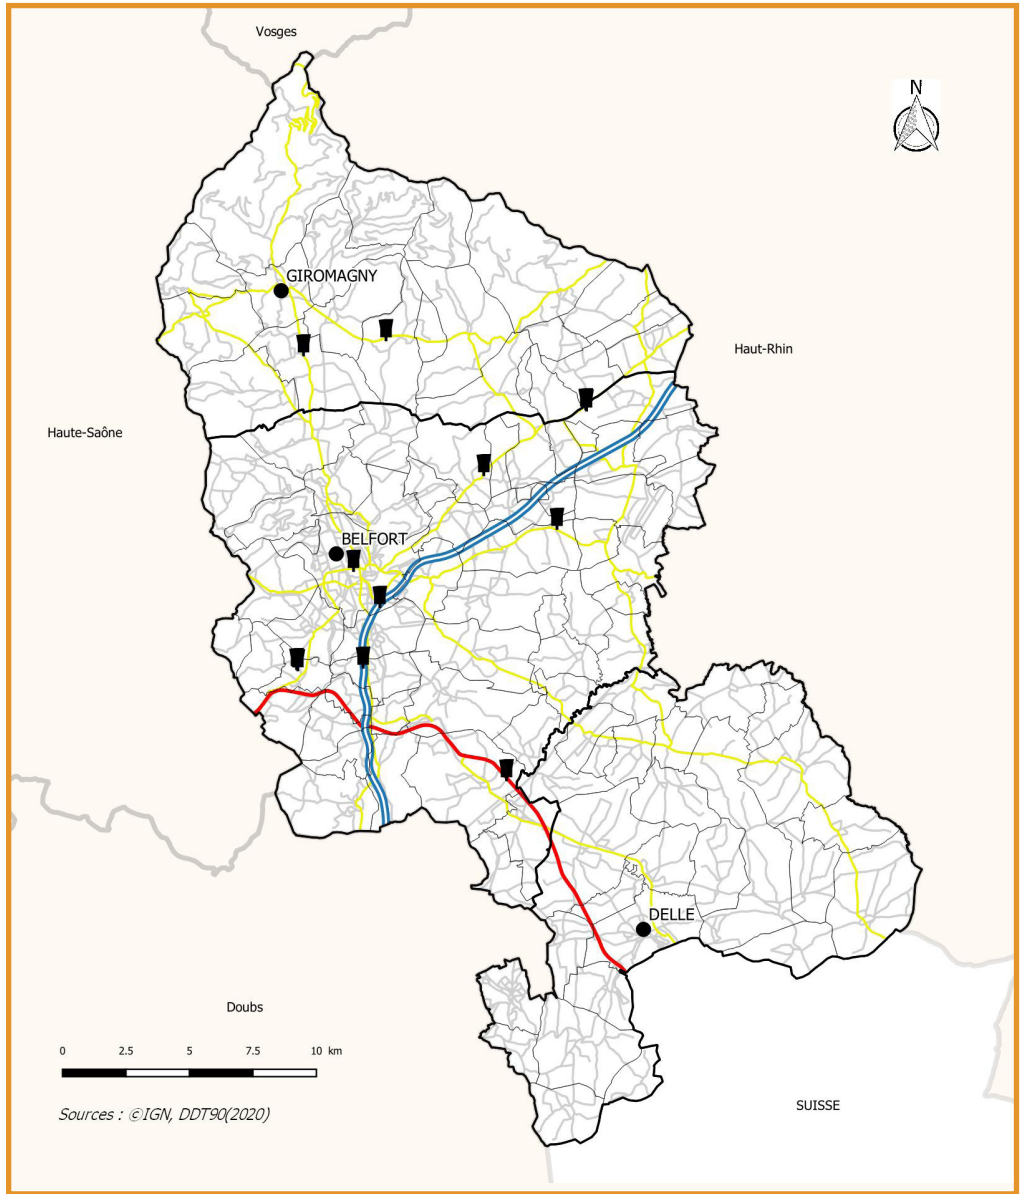 Vosges
N
GIROMAGNY
Haut-Rhin
Haute-Saône
BELFORT
DELLE
Doubs
0 2.5 5 7.5 10 km
SUISSE
Sources : ©IGN, DDT90(2020)